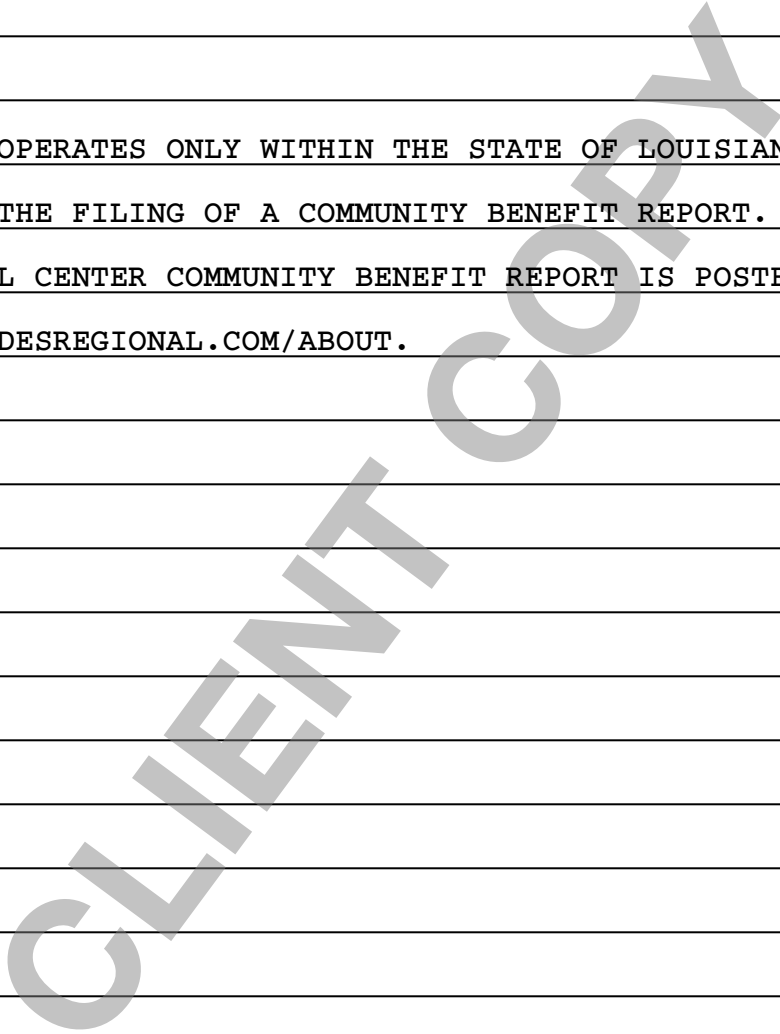 OPERATES ONLY WITHIN THE STATE OF LOUISIAN
THE FILING OF A COMMUNITY BENEFIT REPORT.
L CENTER COMMUNITY BENEFIT REPORT IS POSTE
DESREGIONAL.COM/ABOUT.
CLIENT COPY